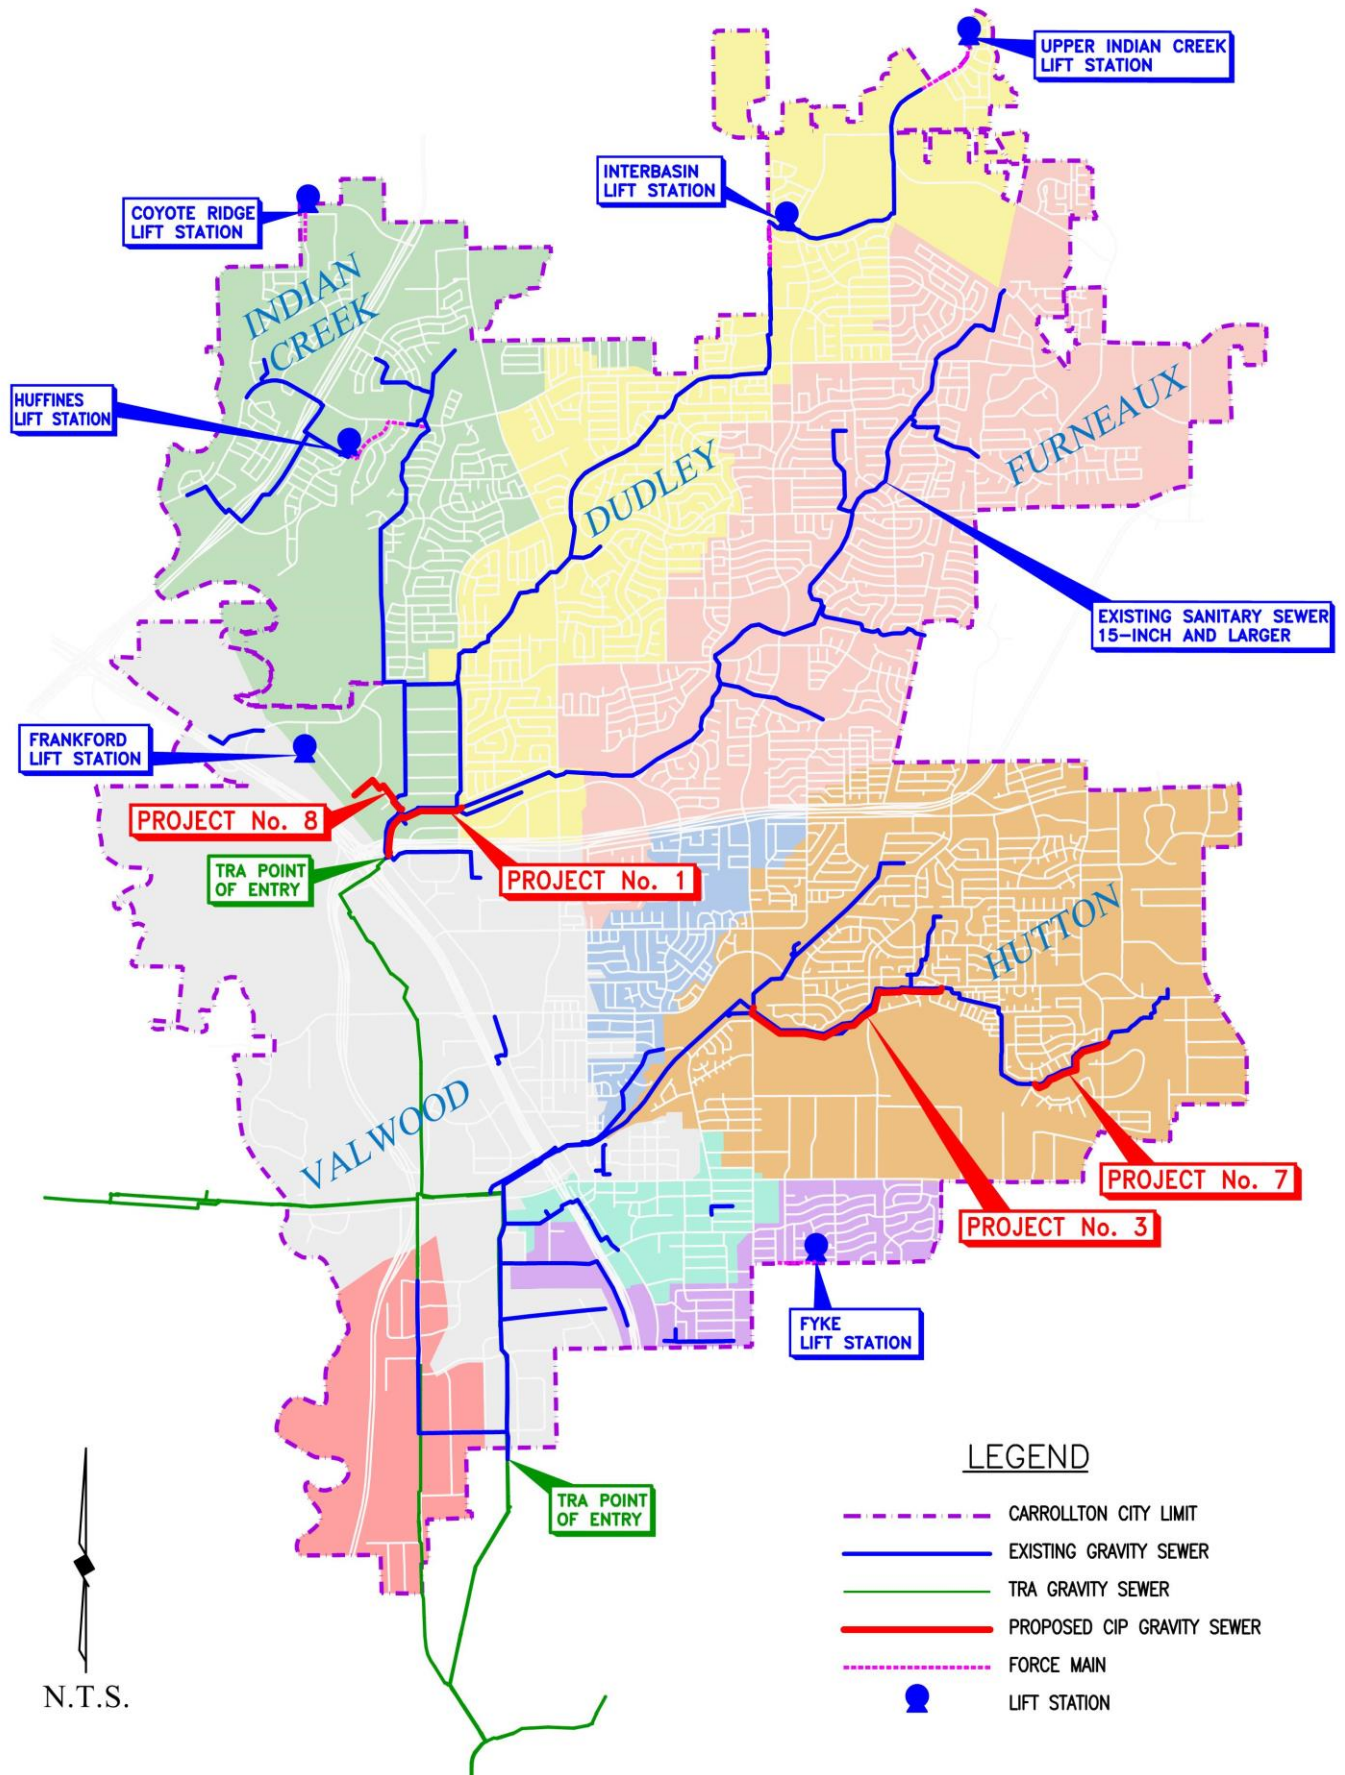 UPPER INDIAN CREEK
LIFT STATION
INTERBASIN
LIFT STATION
COYOTE RIDGE
LIFT STATION
INDIAN
CREEK
HUFFINES
LIFT STATION
FURNEAUX
DUDLEY
EXISTING SANITARY SEWER
15-INCH AND LARGER
FRANKFORD
LIFT STATION
PROJECT No. 8
TRA POINT
OF ENTRY
PROJECT No. 1
HUTTON
VALWOOD
PROJECT No. 7
PROJECT No. 3
FYKE
LIFT STATION
TRA POINT
OF ENTRY
LEGEND
CARROLLTON CITY LIMIT
EXISTING GRAVITY SEWER
TRA GRAVITY SEWER
PROPOSED CIP GRAVITY SEWER
FORCE MAIN
LIFT STATION
N.T.S.